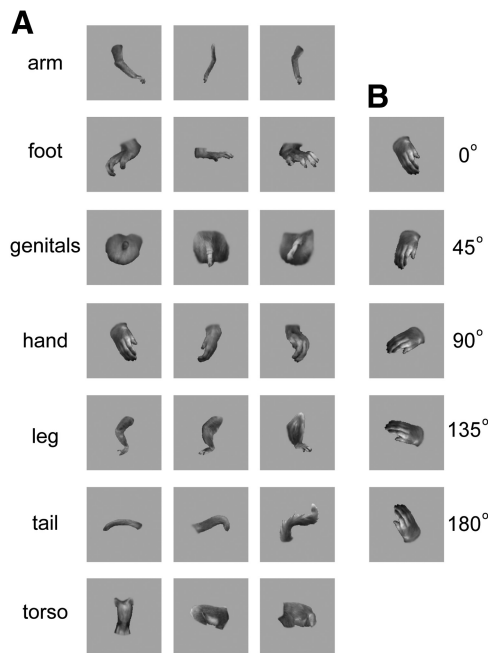 A
B
arm
foot
0°
genitals
45°
hand
90°
leg
135°
tail
180°
torso